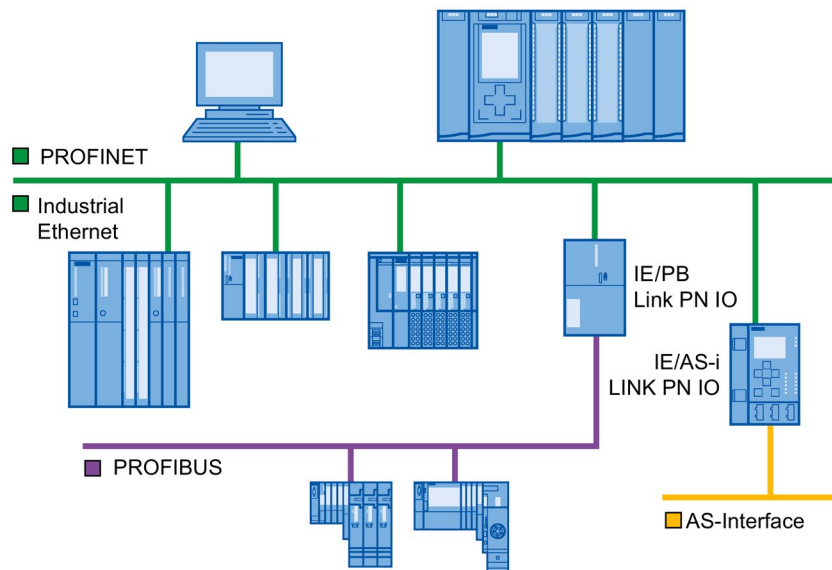 PROFINET
Industrial
Ethernet
IE/PB
Link PN IO
IE/AS-i
LINK PN IO
PROFIBUS
AS-Interface